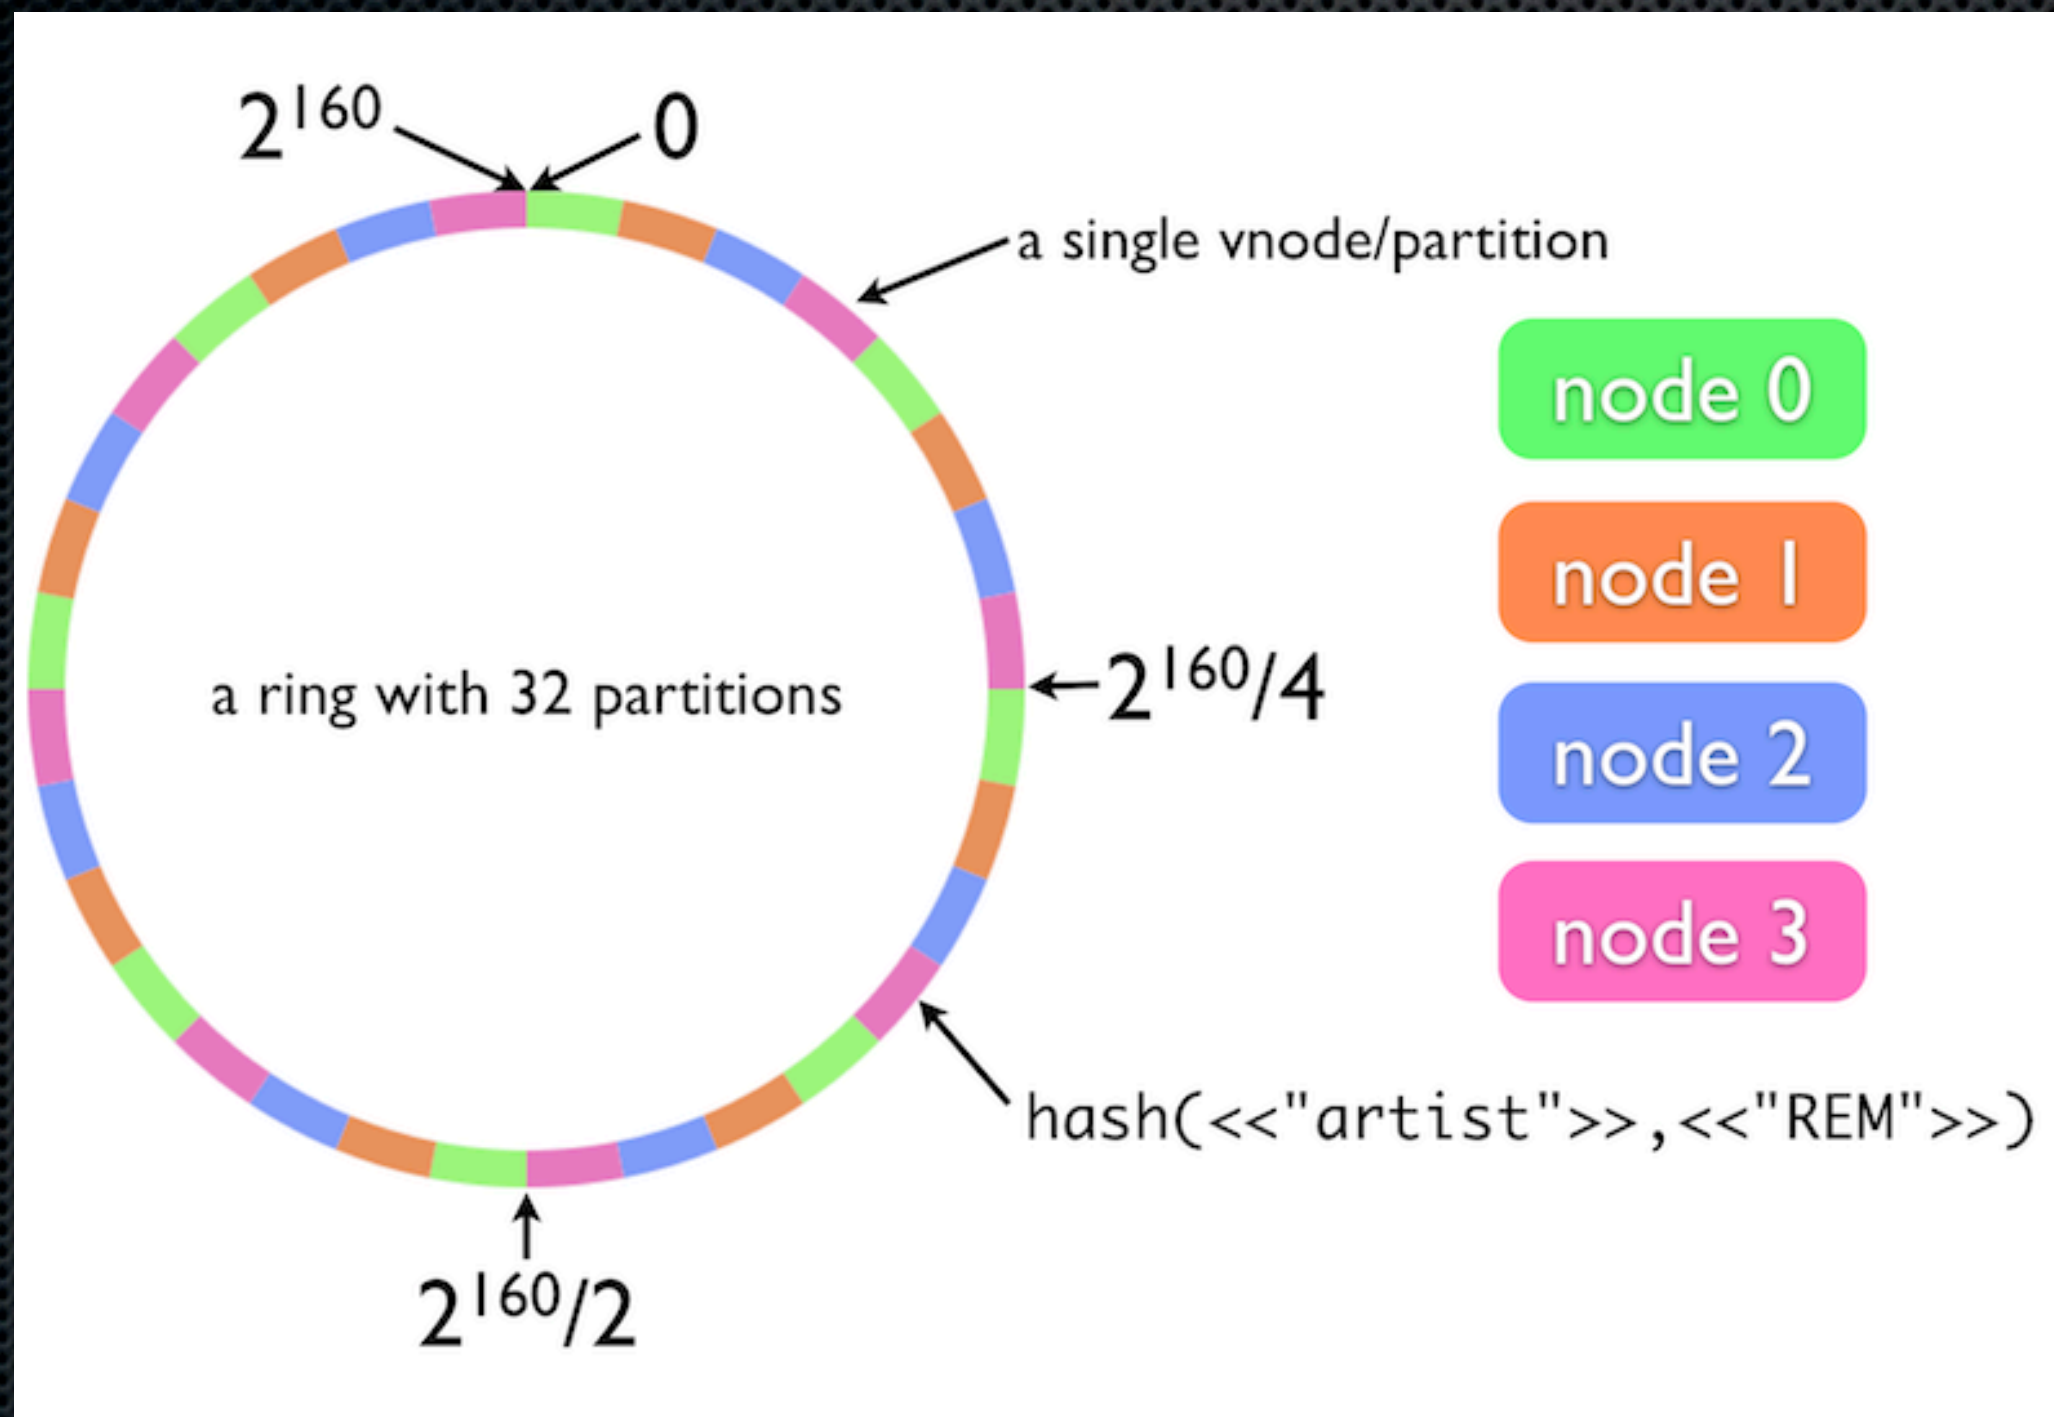 2¹⁶⁰
0
a single vnode/partition
node 0
node 1
a ring with 32 partitions
2¹⁶⁰/4
node 2
node 3
hash(<<"artist">>,<<"REM">>)
2¹⁶⁰/2